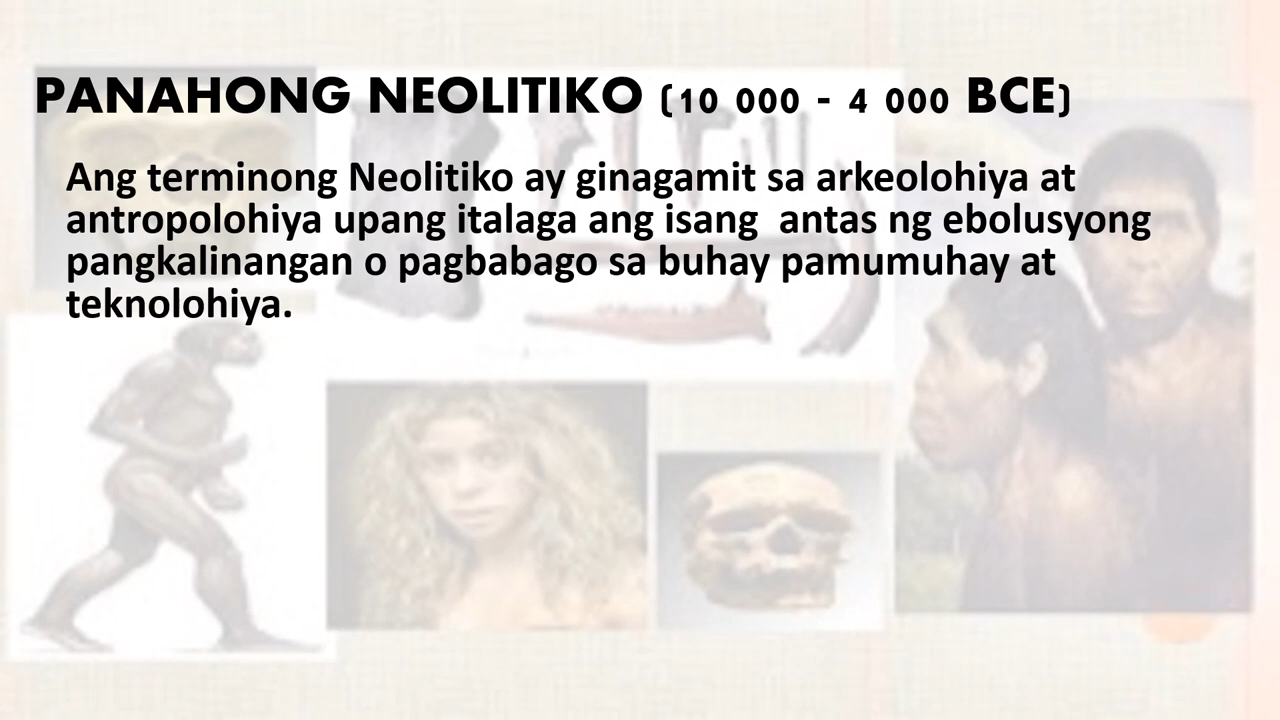 PANAHONG NEOLITIKO (10 000 - 4 000 BCE)
Ang terminong Neolitiko ay ginagamit sa arkeolohiya at
antropolohiya upang italaga ang isang  antas ng ebolusyong
pangkalinangan o pagbabago sa buhay pamumuhay at
teknolohiya.